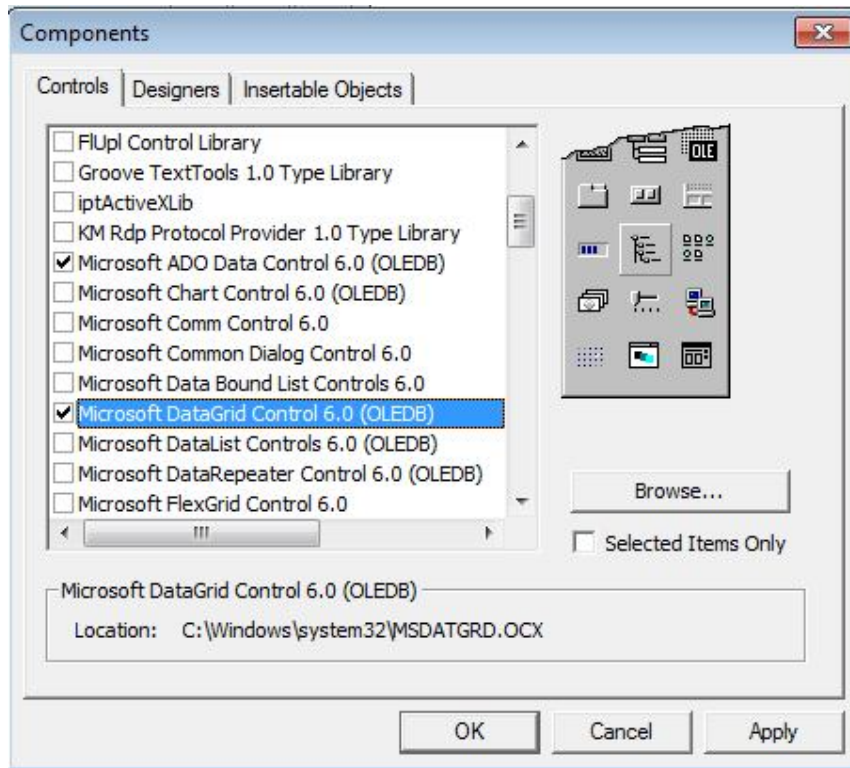 Components
Controls
Designers
Insertable Objects
FlUpl Control Library
Groove TextTools 1.0 Type Library
iptActiveXLib
KM Rdp Protocol Provider 1.0 Type Library
Microsoft ADO Data Control 6.0 (OLEDB)
Microsoft Chart Control 6.0 (OLEDB)
Microsoft Comm Control 6.0
Microsoft Common Dialog Control 6.0
Microsoft Data Bound List Controls 6.0
Microsoft DataGrid Control 6.0 (OLEDB)
Microsoft DataList Controls 6.0 (OLEDB)
Microsoft DataRepeater Control 6.0 (OLEDB)
Microsoft FlexGrid Control 6.0
OLE
Browse...
Selected Items Only
Microsoft DataGrid Control 6.0 (OLEDB)
Location: C:\Windows\system32\MSDATGRD.OCX
OK
Cancel
Apply